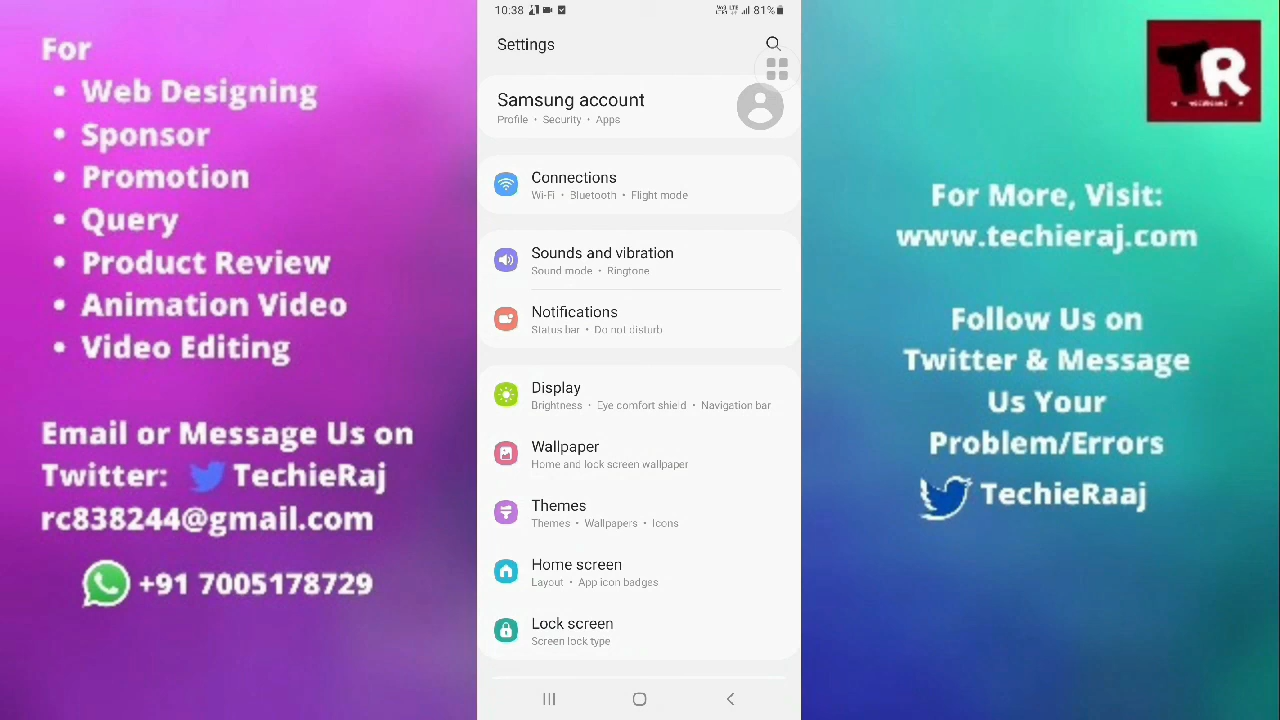 For
• Web Designing
• Sponsor
• Promotion
• Query
• Product Review
• Animation Video
• Video Editing
Email or Message Us on
Twitter: TechieRaj
rc838244@gmail.com
+91 7005178729
10.38
81%
Settings
Samsung account
Profile • Security • Apps
Connections
Wi-Fi • Bluetooth • Flight mode
Sounds and vibration
Sound mode • Ringtone
Notifications
Status bar • Do not disturb
Display
Brightness • Eye comfort shield • Navigation bar
Wallpaper
Home and lock screen wallpaper
Themes
Themes • Wallpapers • Icons
Home screen
Layout • App icon badges
Lock screen
Screen lock type
TR
For More, Visit:
www.techieraj.com
Follow Us on
Twitter & Message
Us Your
Problem/Errors
TechieRaaj